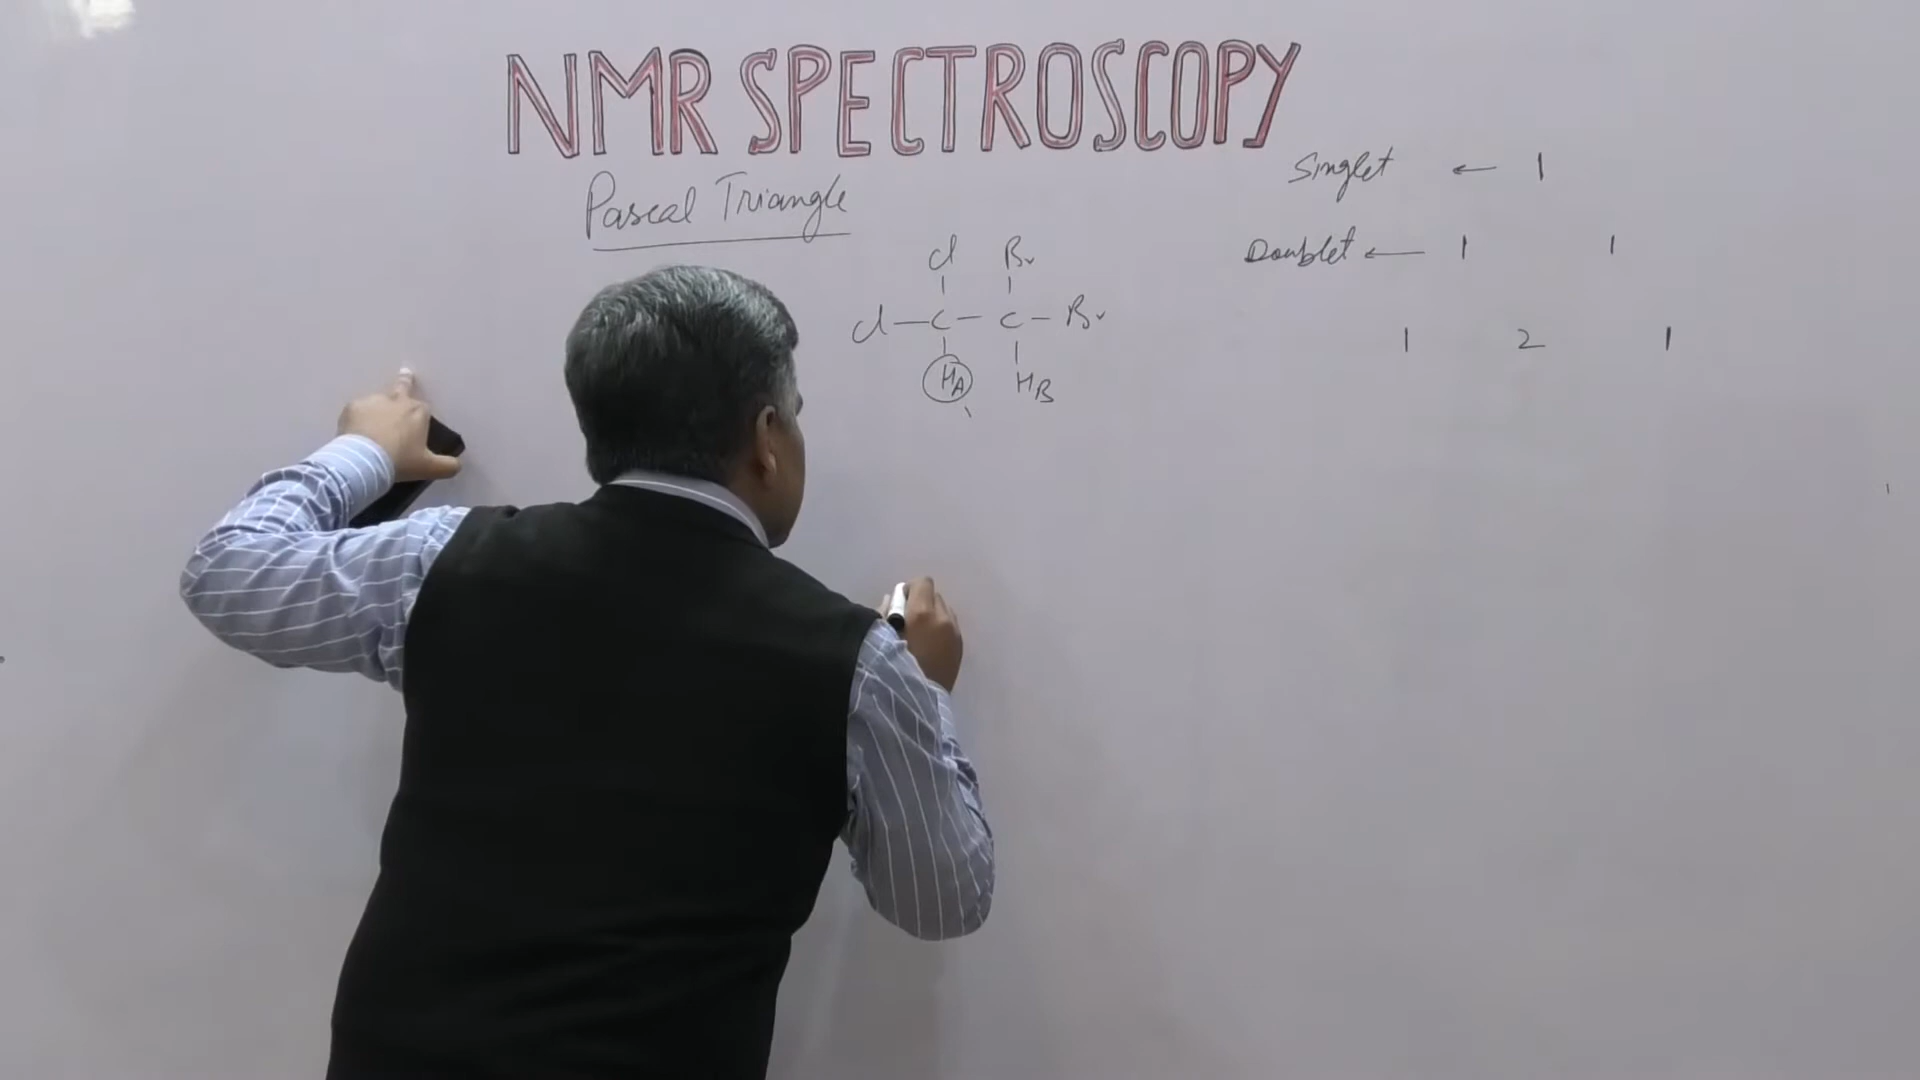 NMR SPECTROSCOPY
Pascal Triangle
Singlet ← 1
Doublet ← 1 1
1 2 1
Cl Br
Cl — C — C — Br
HA HB